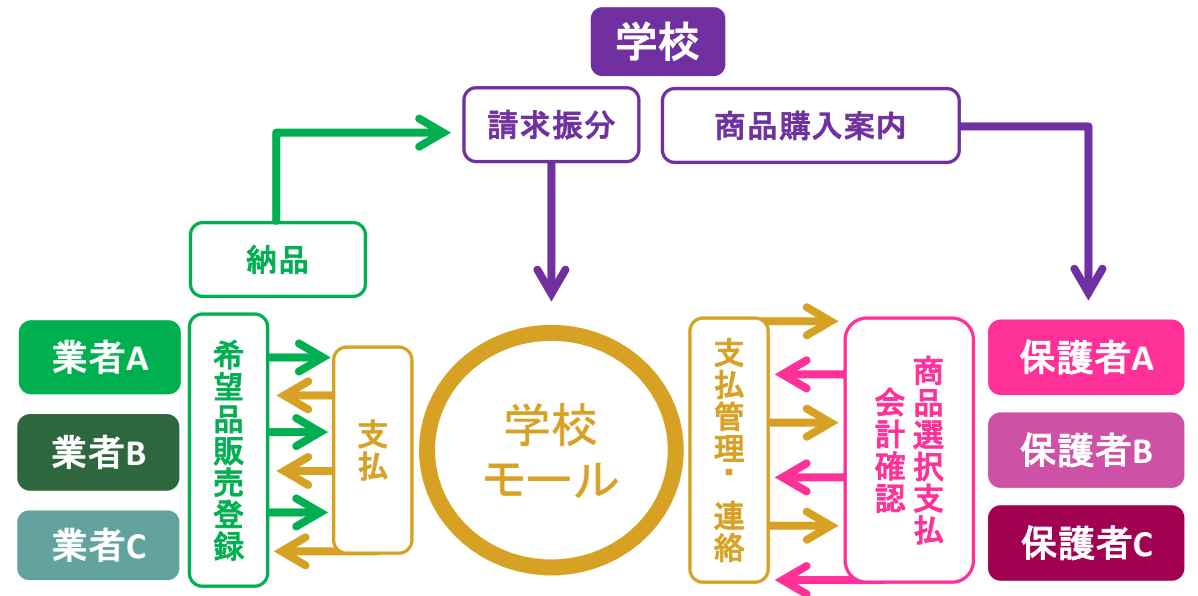 学校
請求振分
商品購入案内
納品
業者A
業者B
業者C
希望品販売登録
支払
学校
モール
支払管理・連絡
商品選択支払
会計確認
保護者A
保護者B
保護者C